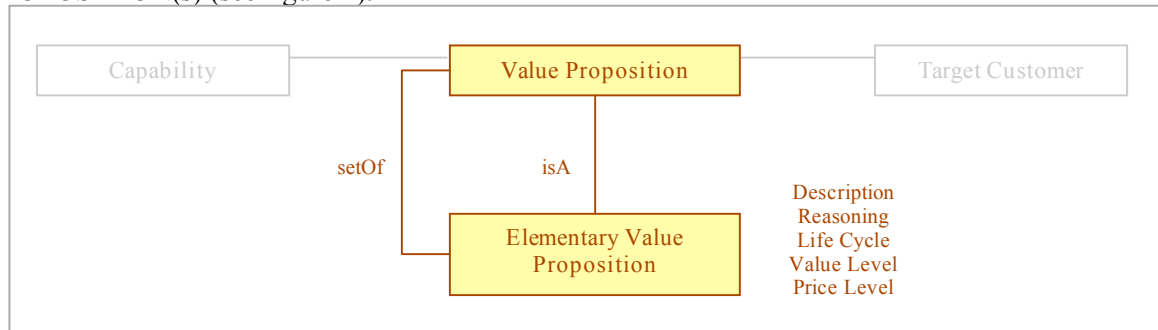 Capability
Value Proposition
Target Customer
setOf
isA
Description
Reasoning
Life Cycle
Value Level
Price Level
Elementary Value
Proposition